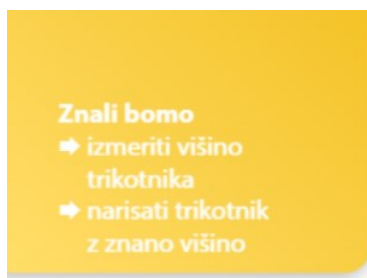 Znali bomo
➡ izmeriti višino
trikotnika
➡ narisati trikotnik
z znano višino